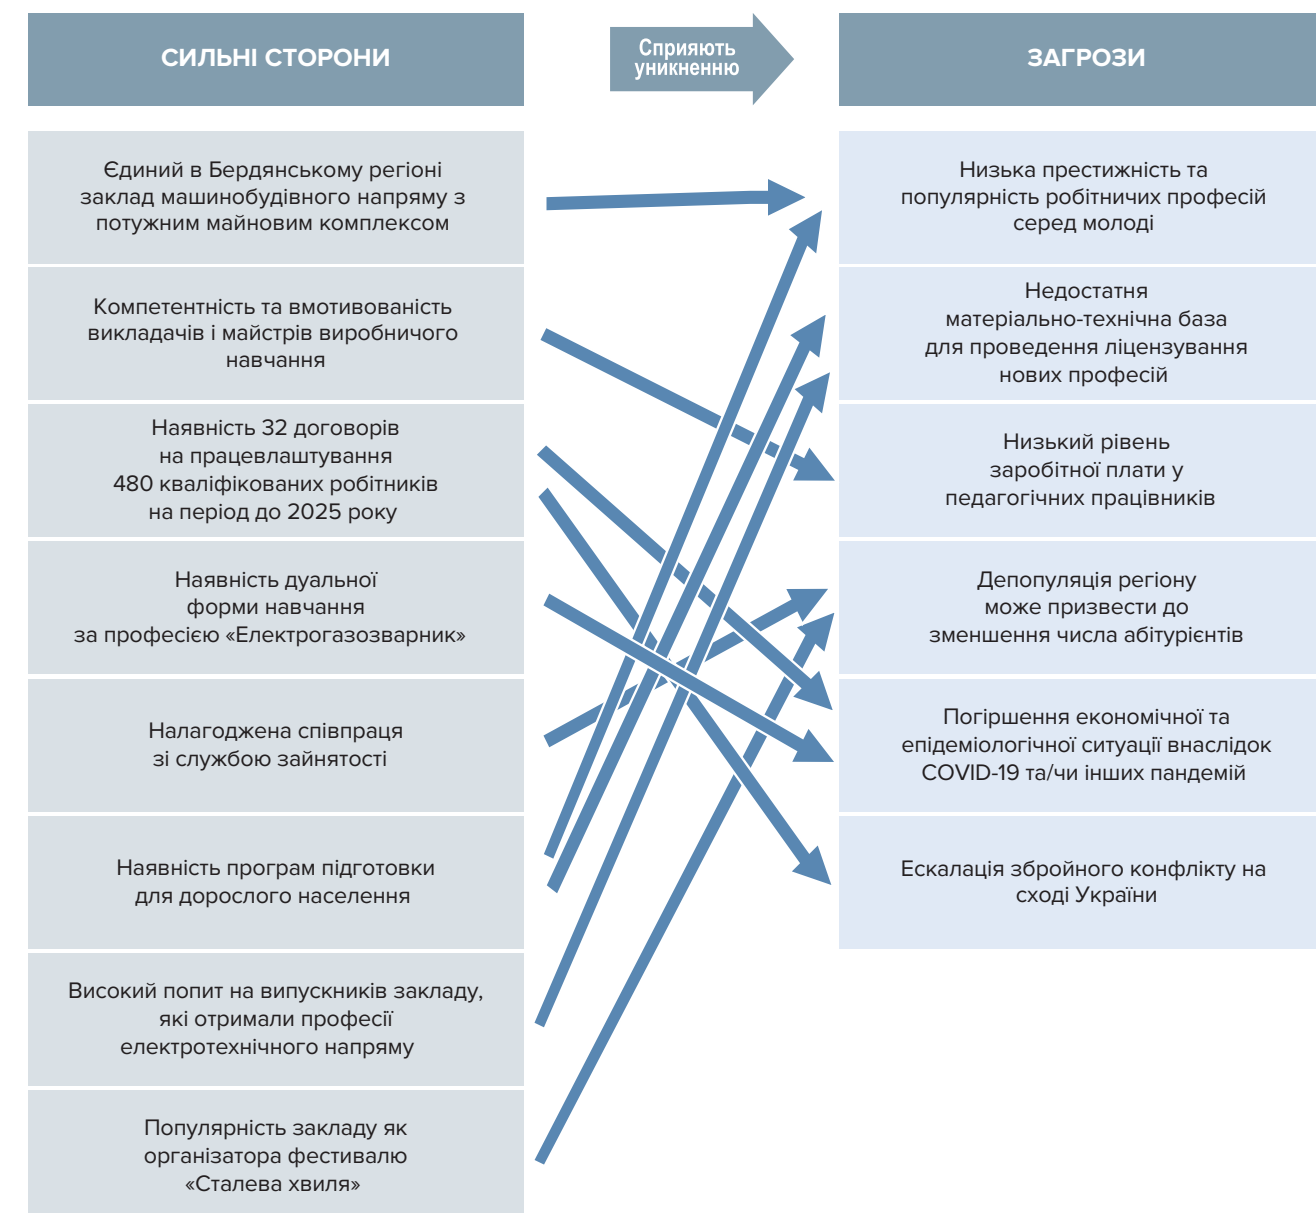 СИЛЬНІ СТОРОНИ
Сприяють
уникненню
ЗАГРОЗИ
Єдиний в Бердянському регіоні
заклад машинобудівного напряму з
потужним майновим комплексом
Компетентність та вмотивованість
викладачів і майстрів виробничого
навчання
Наявність 32 договорів
на працевлаштування
480 кваліфікованих робітників
на період до 2025 року
Наявність дуальної
форми навчання
за професією «Електрогазозварник»
Налагоджена співпраця
зі службою зайнятості
Наявність програм підготовки
для дорослого населення
Високий попит на випускників закладу,
які отримали професії
електротехнічного напряму
Популярність закладу як
організатора фестивалю
«Сталева хвиля»
Низька престижність та
популярність робітничих професій
серед молоді
Недостатня
матеріально-технічна база
для проведення ліцензування
нових професій
Низький рівень
заробітної плати у
педагогічних працівників
Депопуляція регіону
може призвести до
зменшення числа абітурієнтів
Погіршення економічної та
епідеміологічної ситуації внаслідок
COVID-19 та/чи інших пандемій
Ескалація збройного конфлікту на
сході України